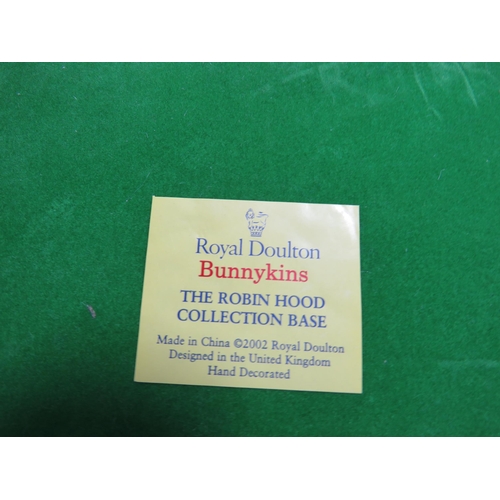 Royal Doulton
Bunnykins
THE ROBIN HOOD
COLLECTION BASE
Made in China ©2002 Royal Doulton
Designed in the United Kingdom
Hand Decorated